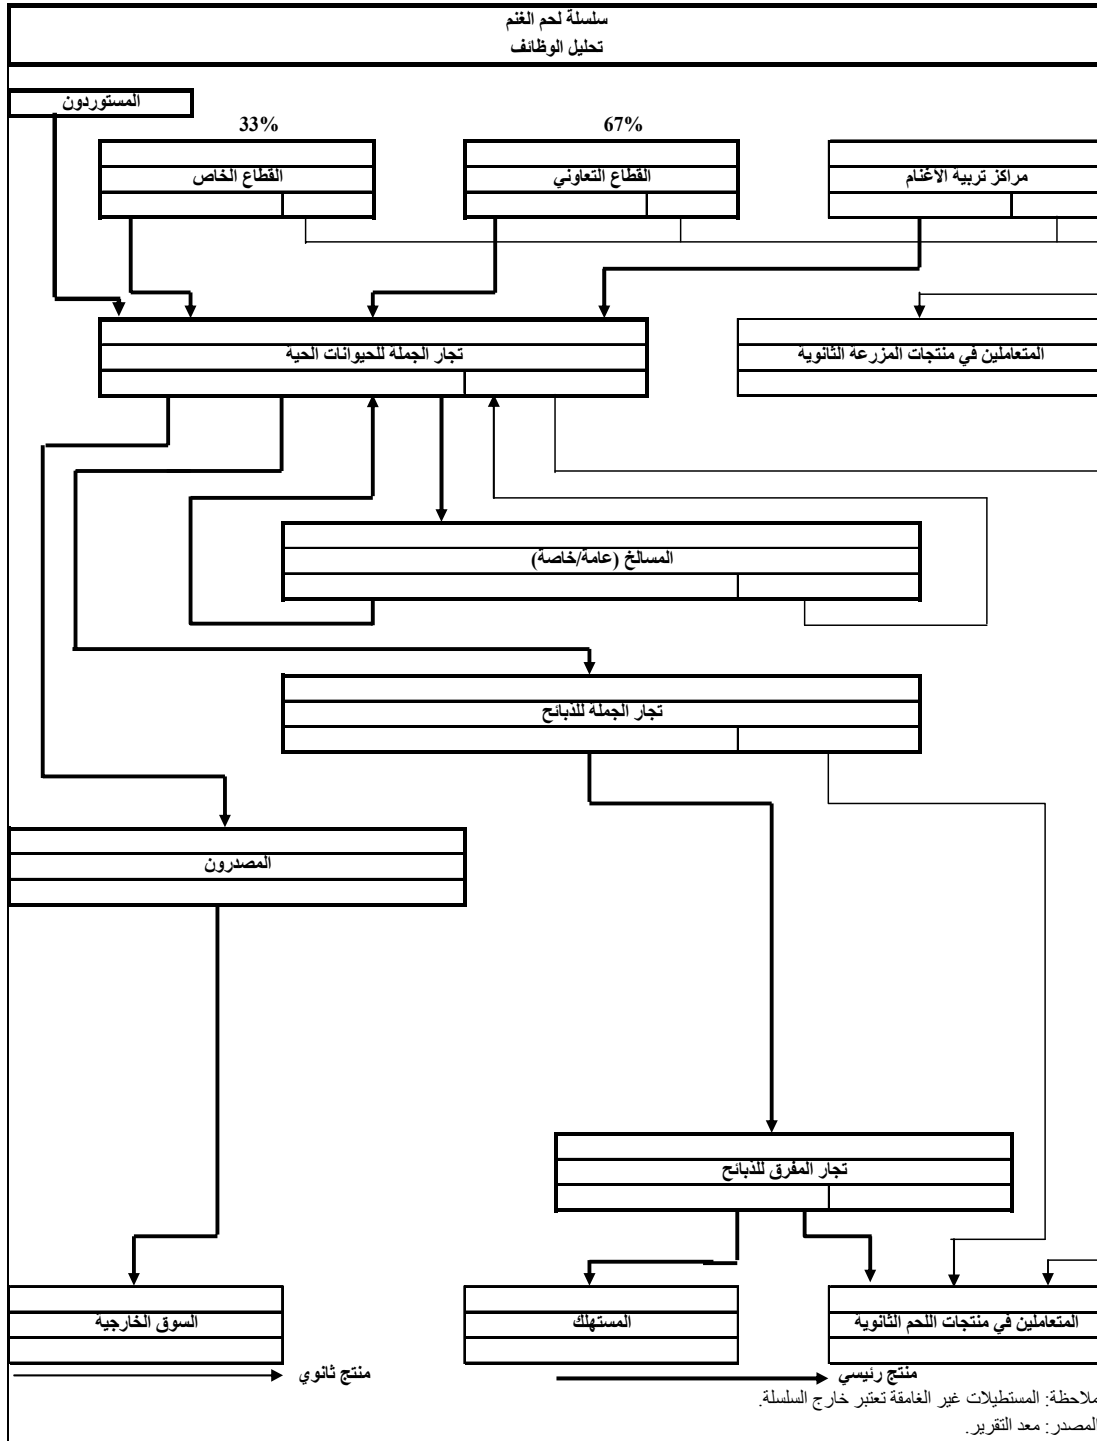 سلسلة لحم الغنم
تحليل الوظائف
المستوردون
67%
33%
مراكز تربية الاغنام
القطاع التعاوني
القطاع الخاص
المتعاملين في منتجات المزرعة الثانوية
تجار الجملة للحيوانات الحية
المسالخ (عامة/خاصة)
تجار الجملة للذبائح
المصدرون
تجار المفرق للذبائح
المتعاملين في منتجات اللحم الثانوية
المستهلك
السوق الخارجية
منتج رئيسي
منتج ثانوي
ملاحظة: المستطيلات غير الغامقة تعتبر خارج السلسلة.
المصدر: معد التقرير.